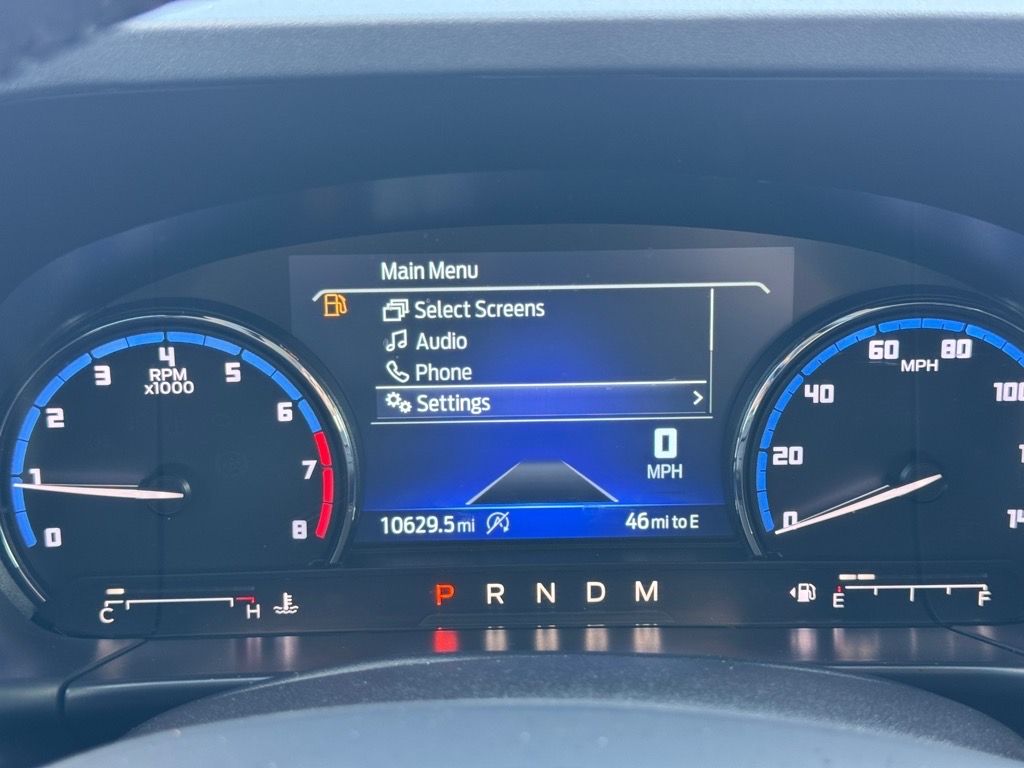 Main Menu
Select Screens
Audio
Phone
Settings
0
MPH
10629.5 mi
46 mi to E
0 1 2 3 4 5 6 7 8
RPM
x1000
0 20 40 60 80 100
MPH
C H
P R N D M
E F